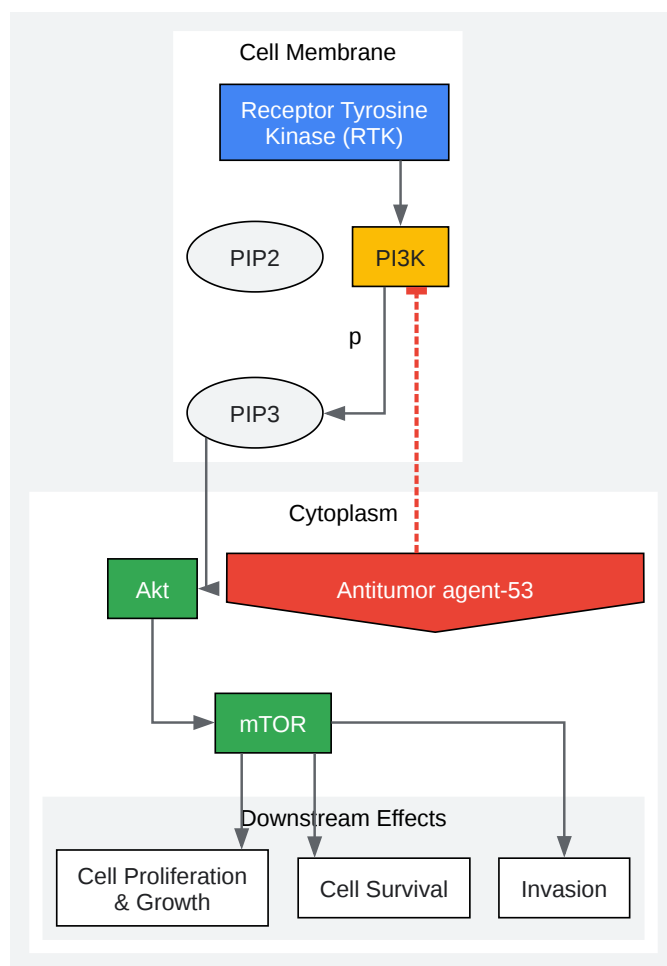 Cell Membrane
Receptor Tyrosine
Kinase (RTK)
PIP2
PI3K
p
PIP3
Cytoplasm
Akt
Antitumor agent-53
mTOR
Downstream Effects
Cell Proliferation
& Growth
Cell Survival
Invasion